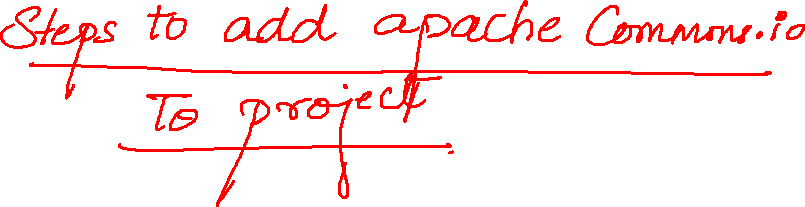 Steps to add apache Commons.io
To project